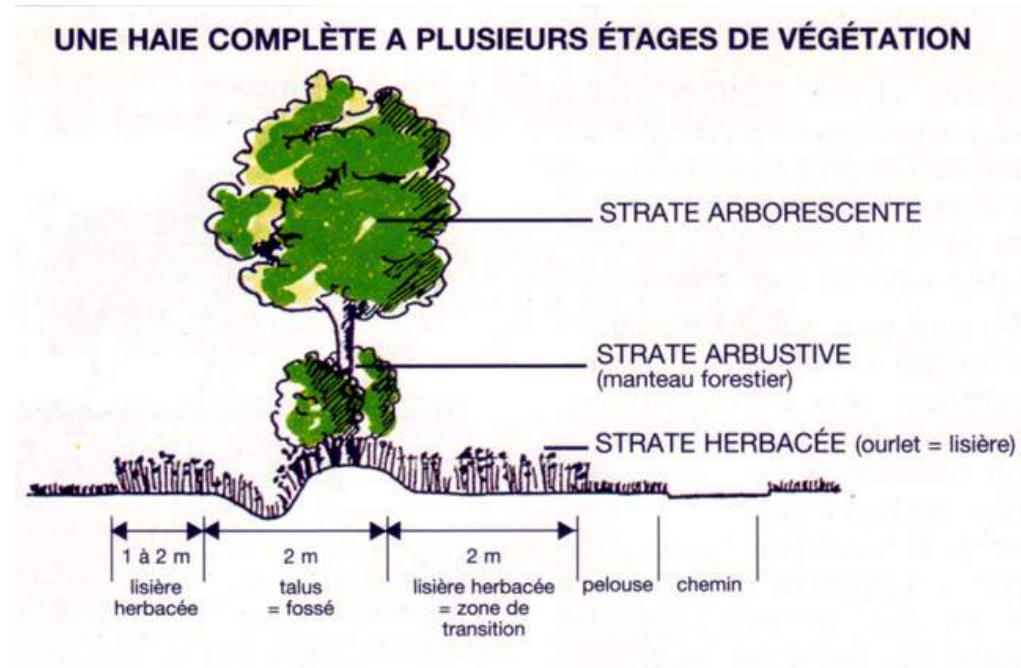 UNE HAIE COMPLÈTE A PLUSIEURS ÉTAGES DE VÉGÉTATION
STRATE ARBORESCENTE
STRATE ARBUSTIVE
(manteau forestier)
STRATE HERBACÉE (ourlet = lisière)
1 à 2 m
lisière
herbacée
2 m
talus
= fossé
2 m
lisière herbacée
= zone de
transition
pelouse
chemin